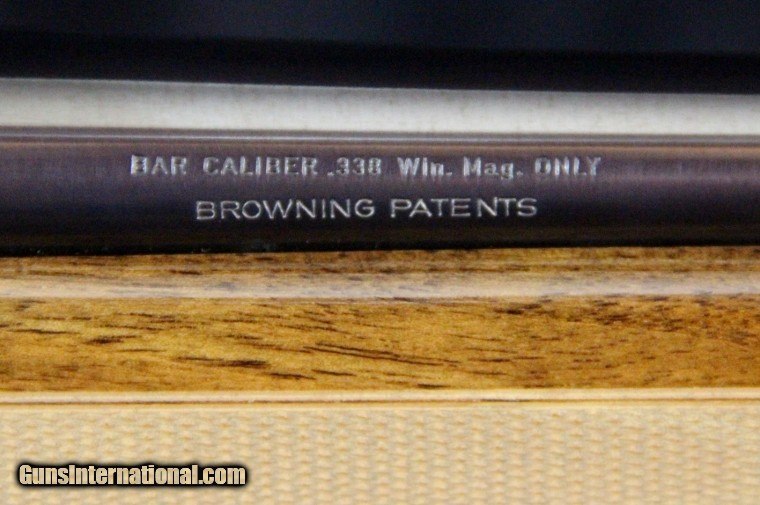 BAR CALIBER .338 Win. Mag. ONLY
BROWNING PATENTS
GunsInternational.com